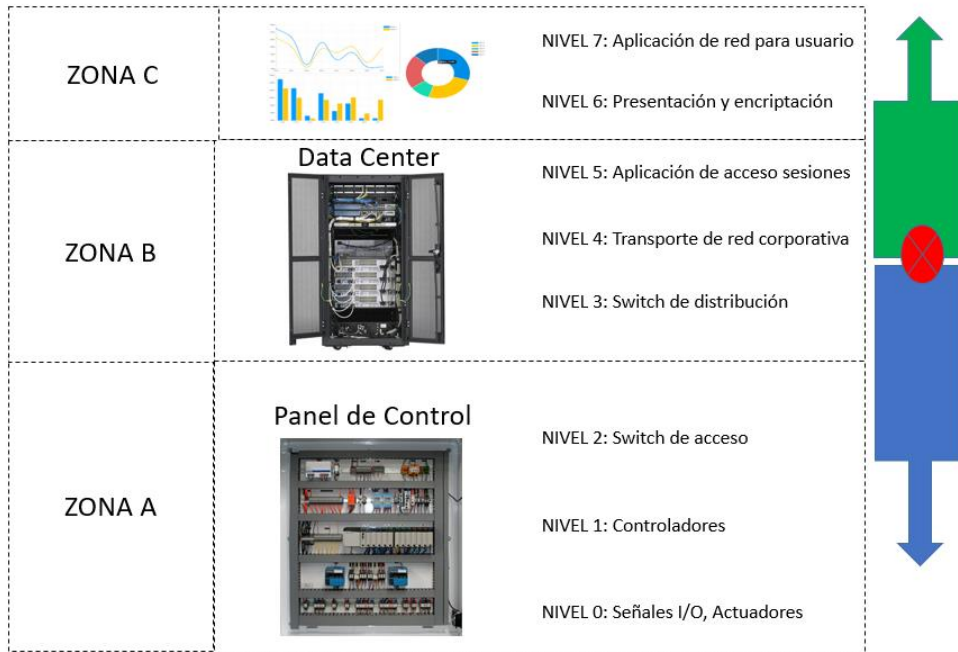 ZONA C
NIVEL 7: Aplicación de red para usuario
NIVEL 6: Presentación y encriptación
ZONA B
Data Center
NIVEL 5: Aplicación de acceso sesiones
NIVEL 4: Transporte de red corporativa
NIVEL 3: Switch de distribución
ZONA A
Panel de Control
NIVEL 2: Switch de acceso
NIVEL 1: Controladores
NIVEL 0: Señales I/O, Actuadores